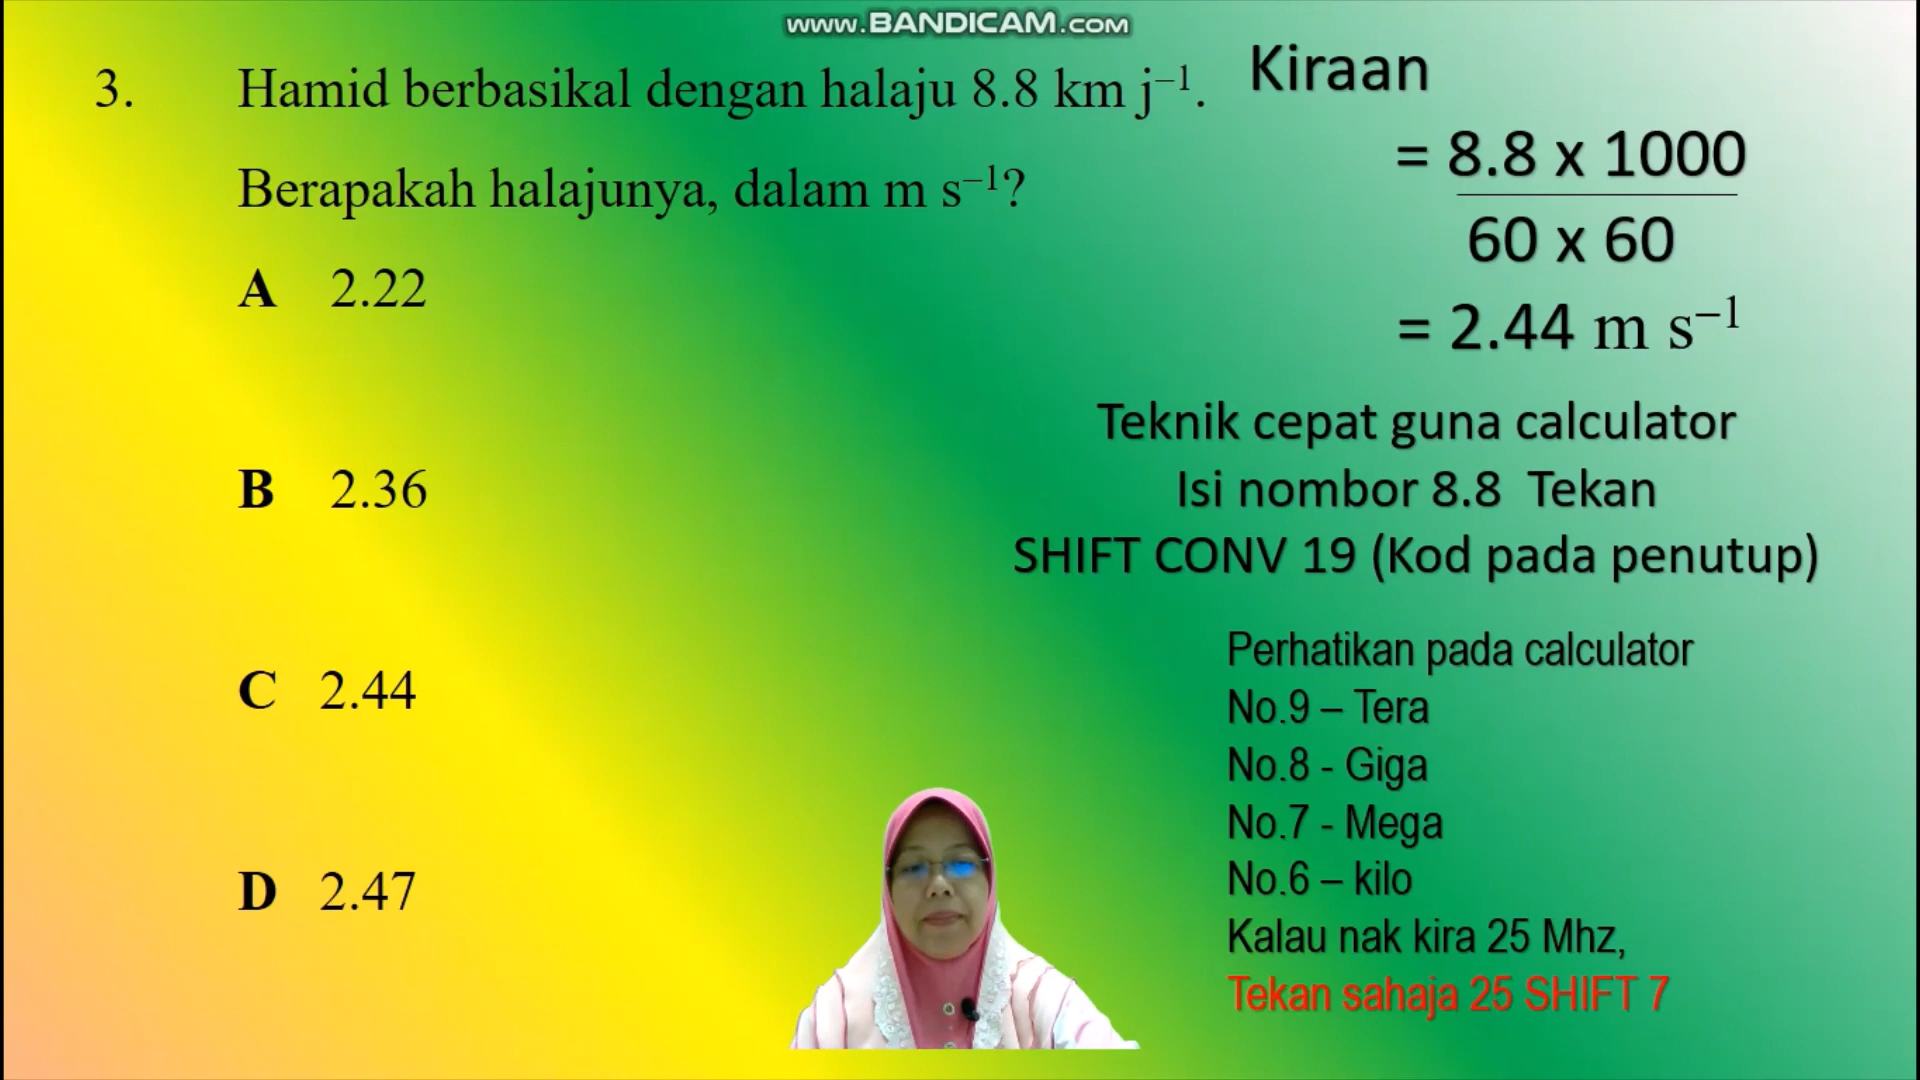 www.BANDICAM.com
3. Hamid berbasikal dengan halaju 8.8 km j⁻¹.
Berapakah halajunya, dalam m s⁻¹?
A 2.22
B 2.36
C 2.44
D 2.47
Kiraan
= 8.8 x 1000
60 x 60
= 2.44 m s⁻¹
Teknik cepat guna calculator
Isi nombor 8.8 Tekan
SHIFT CONV 19 (Kod pada penutup)
Perhatikan pada calculator
No.9 – Tera
No.8 - Giga
No.7 - Mega
No.6 – kilo
Kalau nak kira 25 Mhz,
Tekan sahaja 25 SHIFT 7